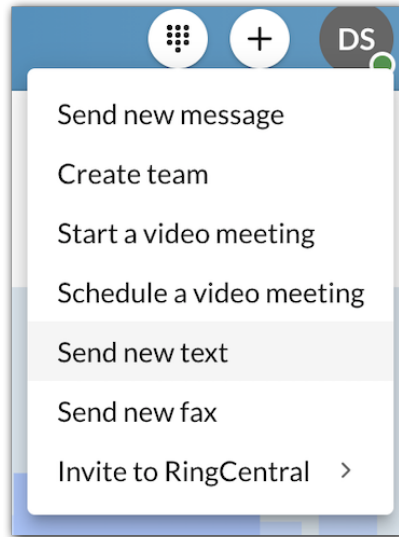 DS
Send new message
Create team
Start a video meeting
Schedule a video meeting
Send new text
Send new fax
Invite to RingCentral